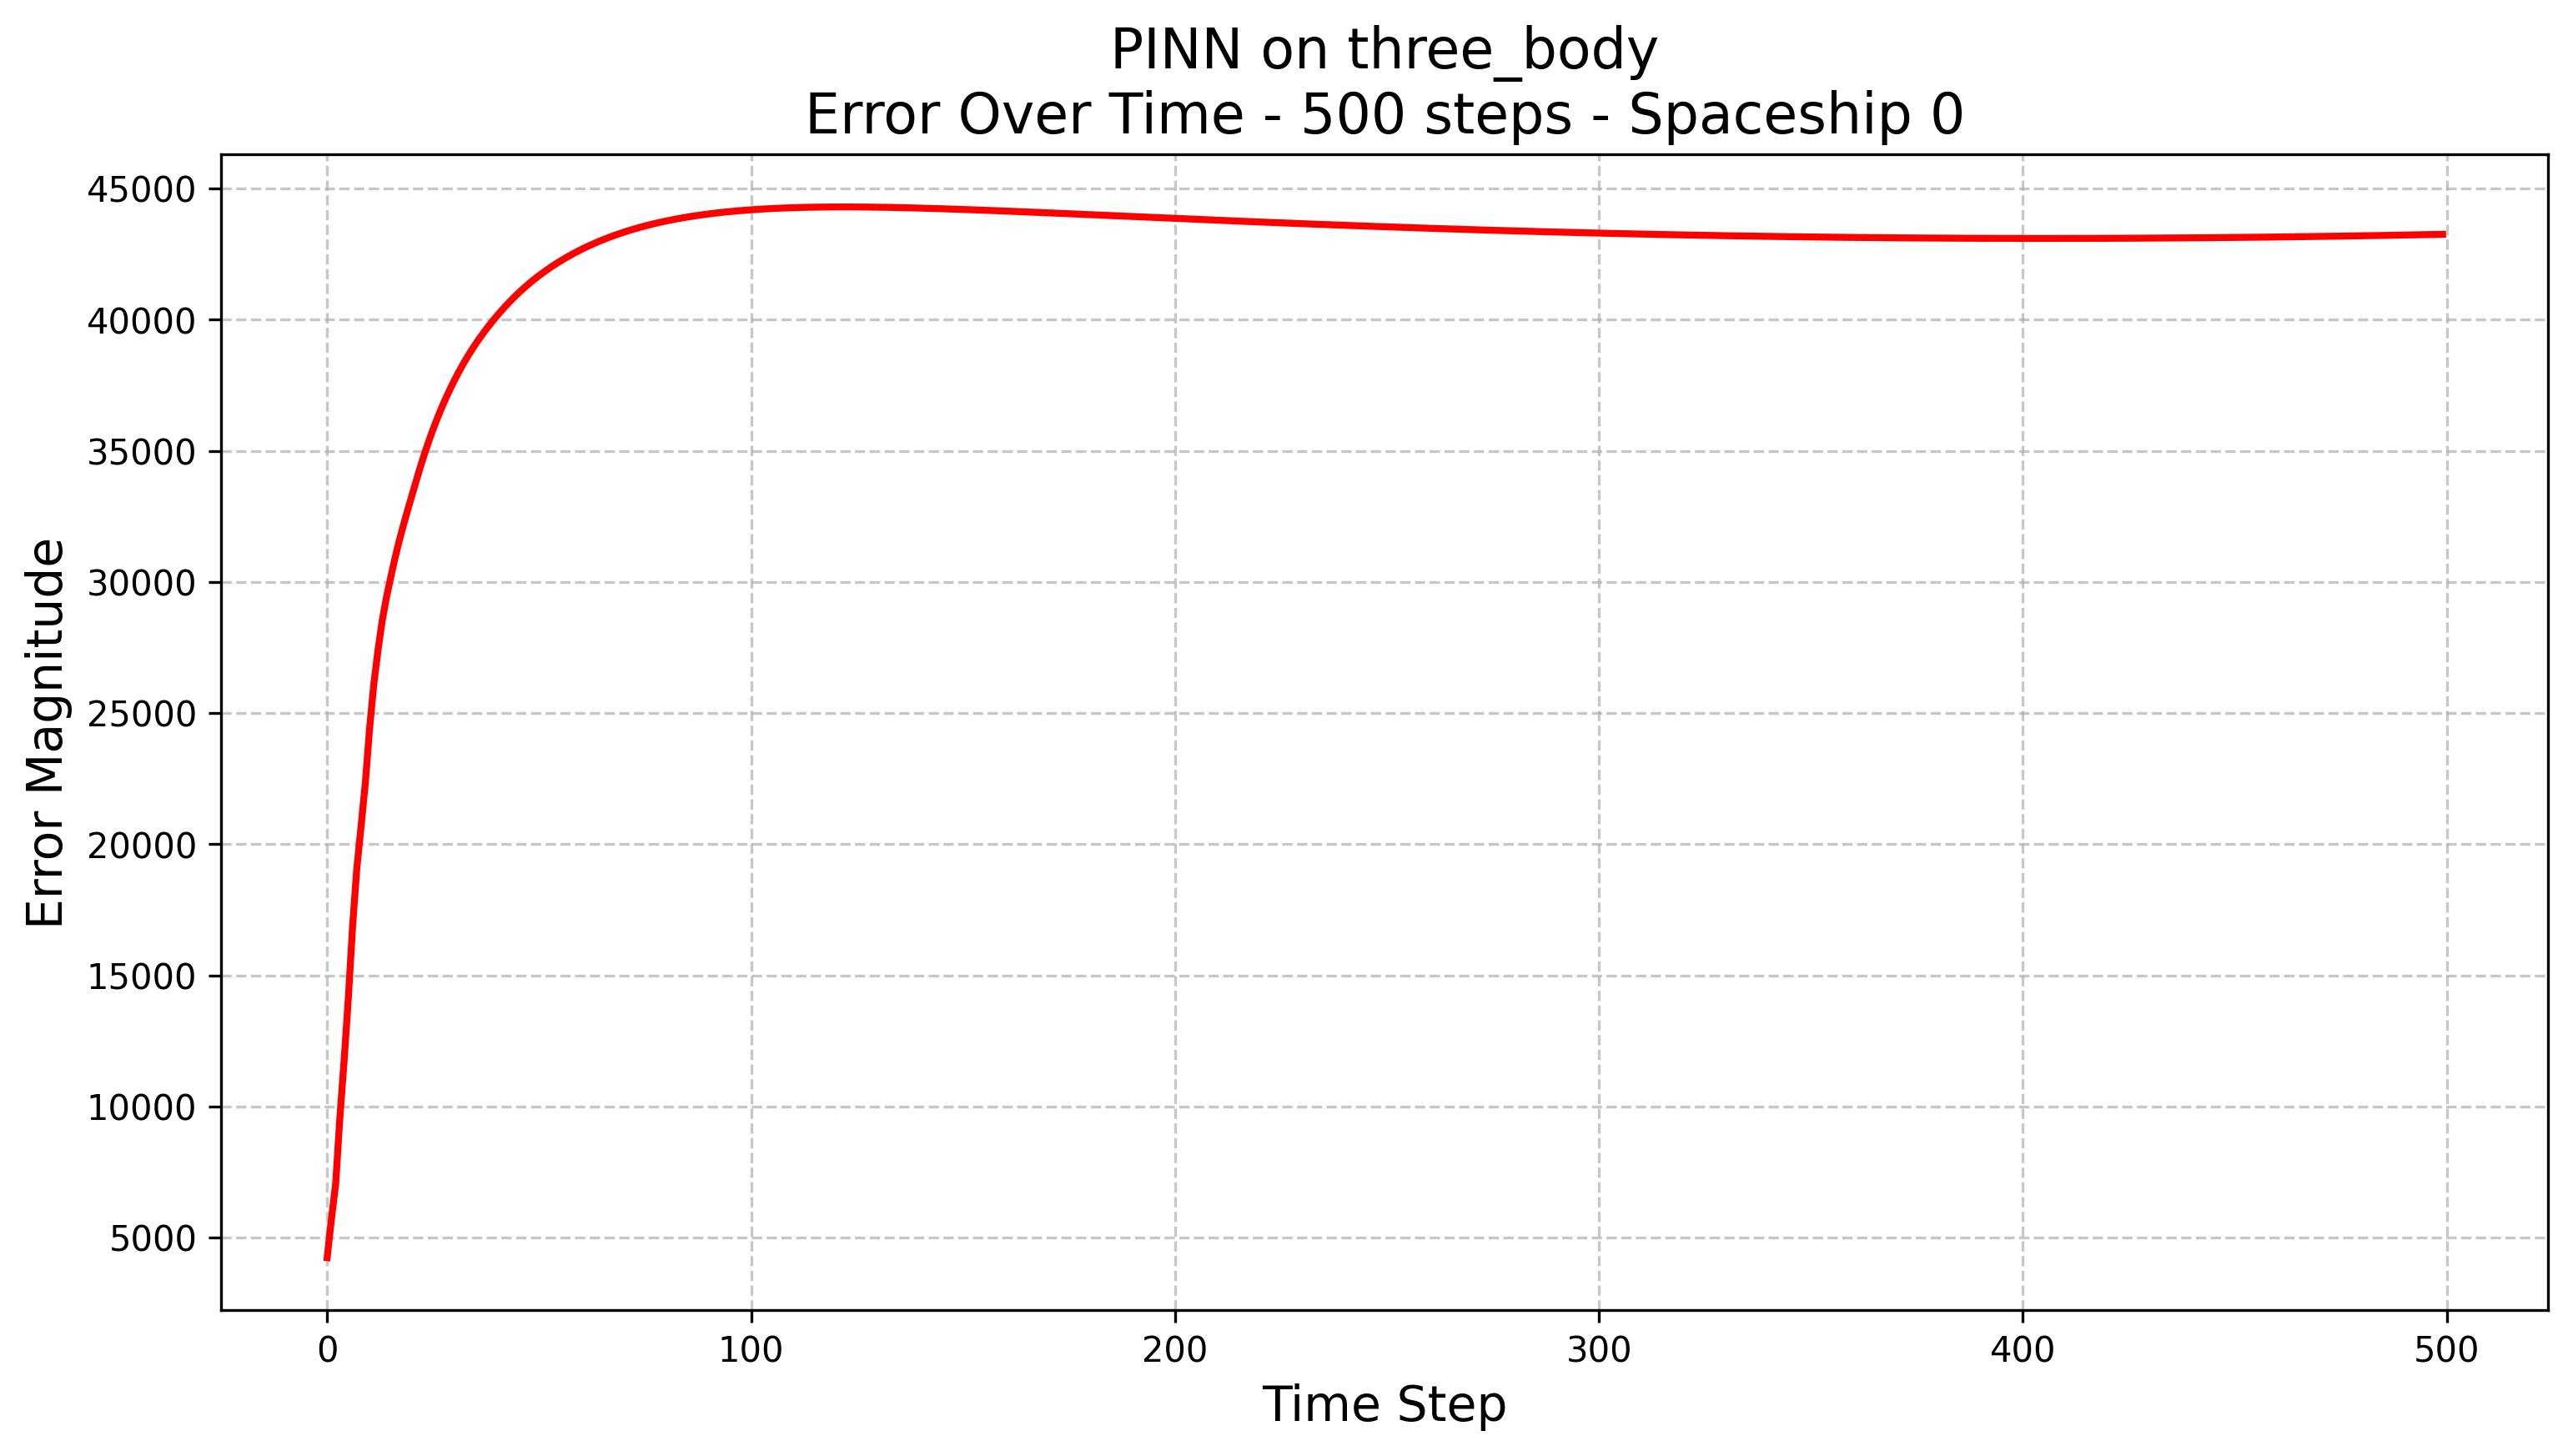 PINN on three_body
Error Over Time - 500 steps - Spaceship 0
45000
40000
35000
30000
25000
20000
15000
10000
5000
Error Magnitude
0 100 200 300 400 500
Time Step